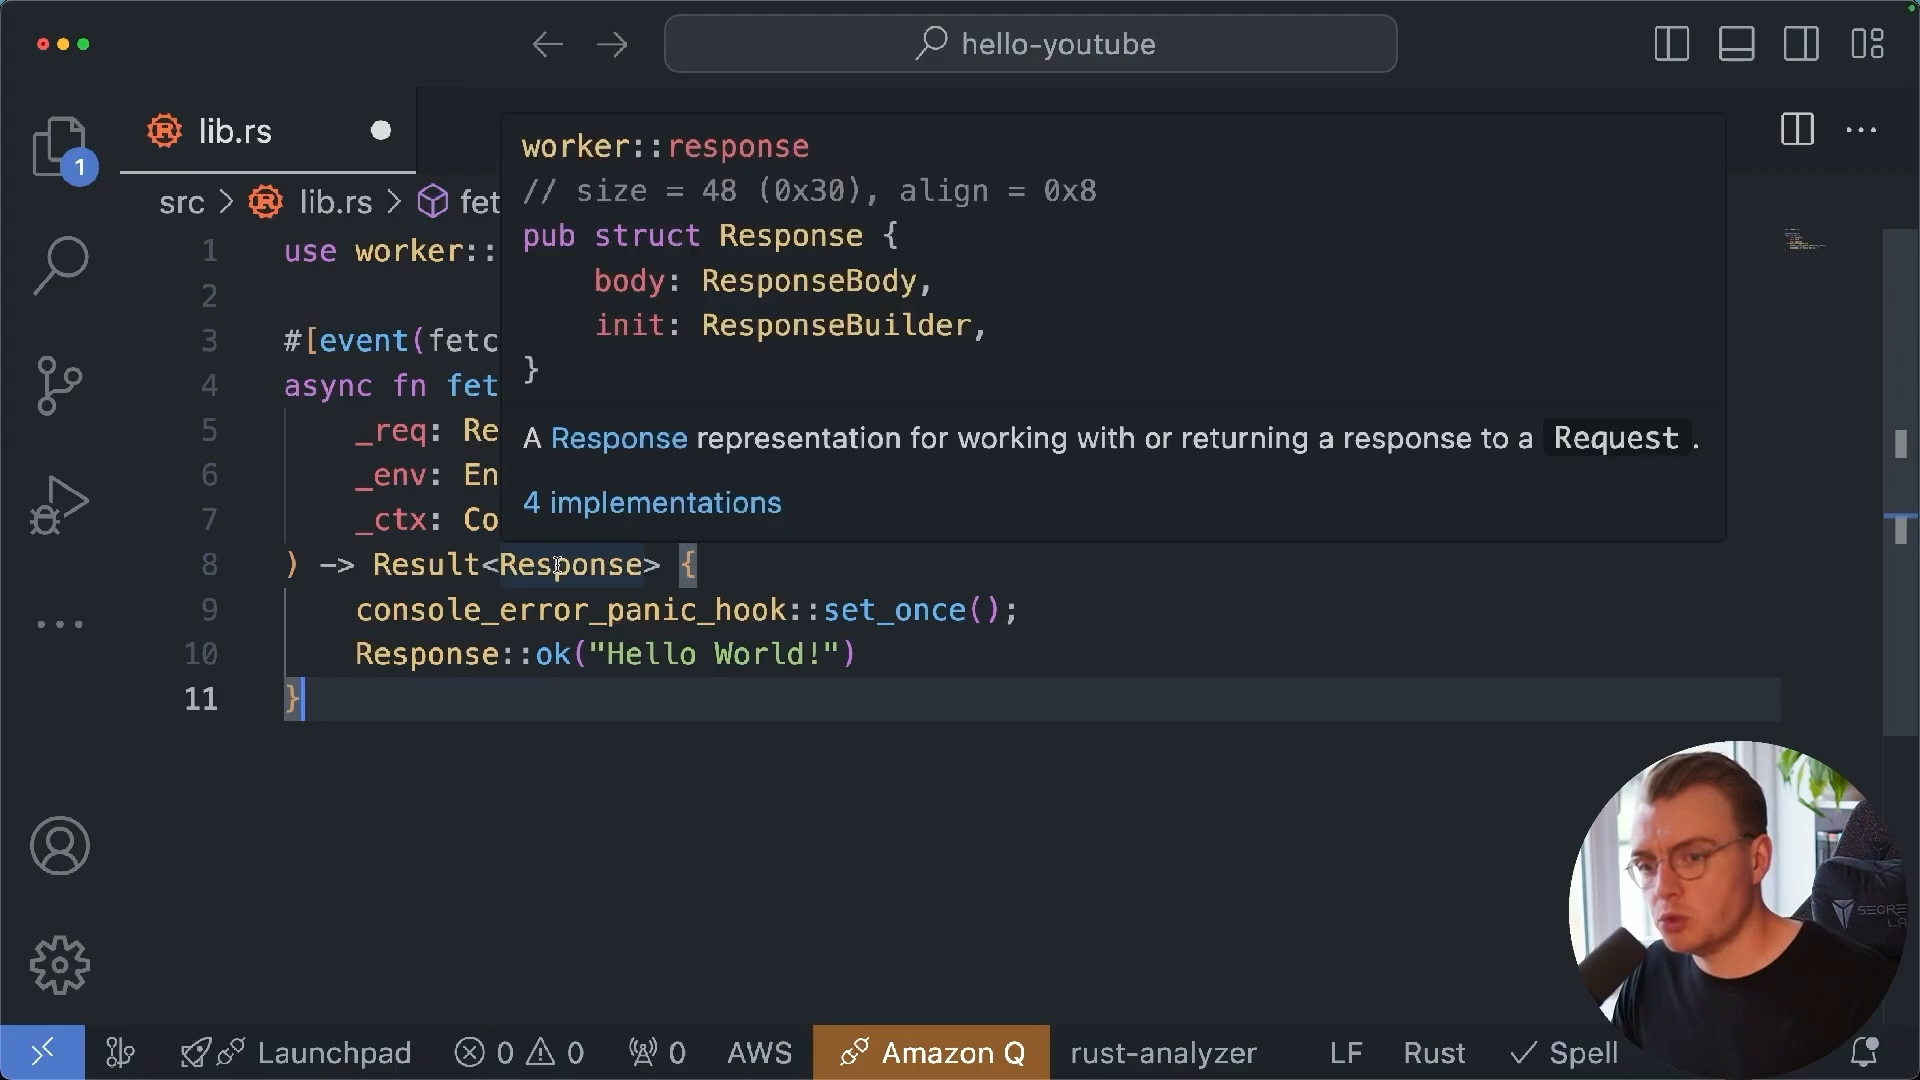 hello-youtube
lib.rs
1
src > lib.rs > fet
worker::response
// size = 48 (0x30), align = 0x8
pub struct Response {
body: ResponseBody,
init: ResponseBuilder,
}
A Response representation for working with or returning a response to a Request.
4 implementations
1 use worker::
2
3 #[event(fetc
4 async fn fet
5 _req: Re
6 _env: En
7 _ctx: Co
8 ) -> Result<Response> {
9 console_error_panic_hook::set_once();
10 Response::ok("Hello World!")
11 }
SECRE
LA
Launchpad 0 0 0 AWS Amazon Q rust-analyzer LF Rust Spell